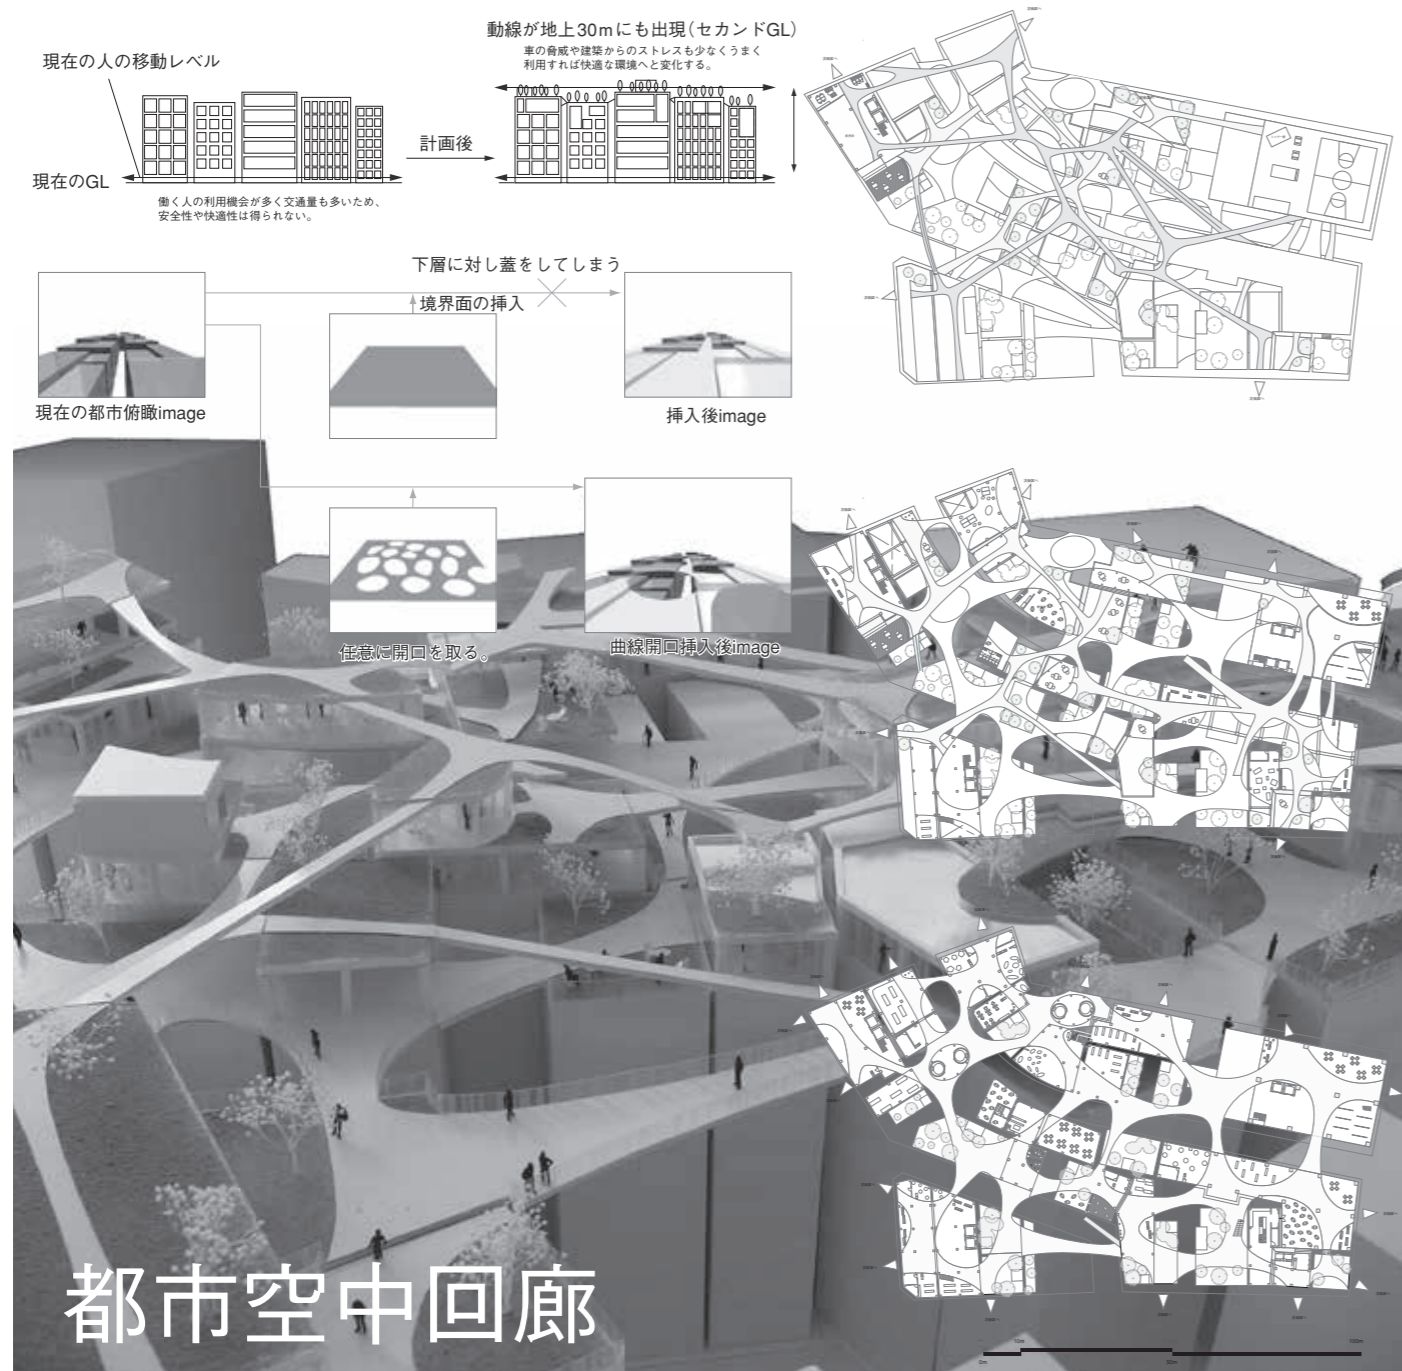 動線が地上30mにも出現（セカンドGL）
車の脅威や建築からのストレスも少なくうまく
利用すれば快適な環境へと変化する。
現在の人の移動レベル
計画後
現在のGL
働く人の利用機会が多く交通量も多いため、
安全性や快適性は得られない。
下層に対し蓋をしてしまう
境界面の挿入
現在の都市俯瞰image
挿入後image
任意に開口を取る。
曲線開口挿入後image
都市空中回廊
0m
10m
50m
100m